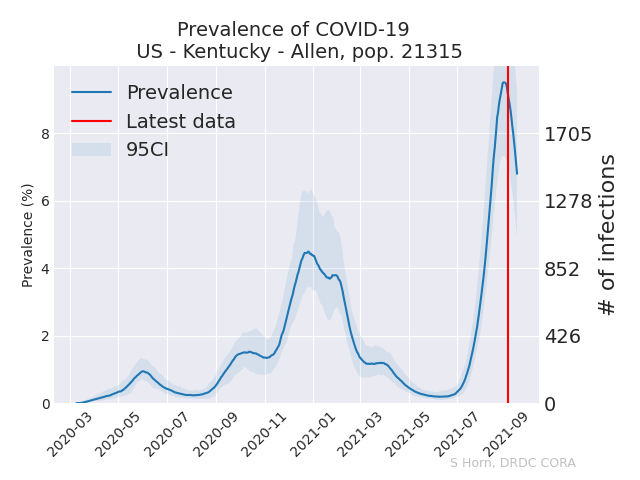 Prevalence of COVID-19
US - Kentucky - Allen, pop. 21315
Prevalence
Latest data
95CI
Prevalence (%)
8
6
4
2
0
1705
1278
852
426
0
# of infections
2020-03
2020-05
2020-07
2020-09
2020-11
2021-01
2021-03
2021-05
2021-07
2021-09
S Horn, DRDC CORA